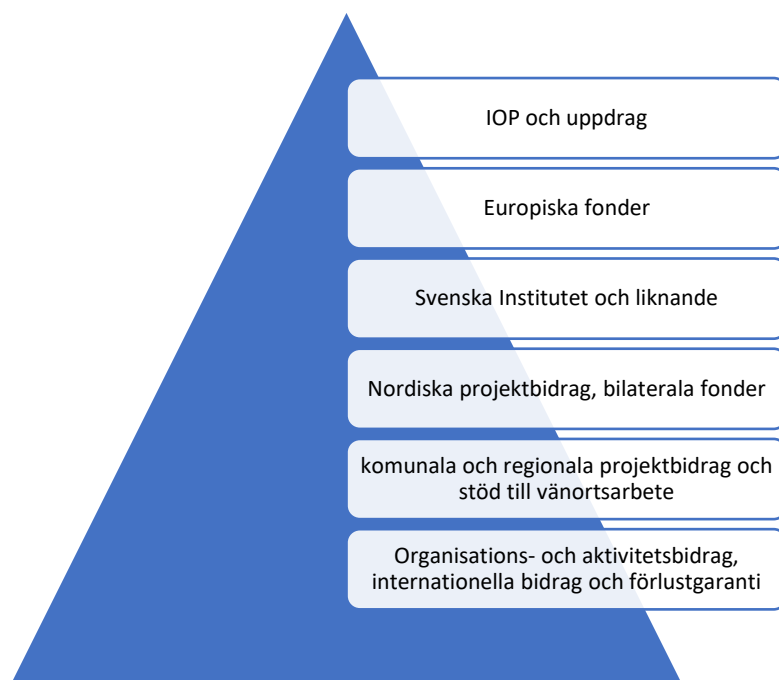 IOP och uppdrag
Europiska fonder
Svenska Institutet och liknande
Nordiska projektbidrag, bilaterala fonder
komunala och regionala projektbidrag och
stöd till vänortsarbete
Organisations- och aktivitetsbidrag,
internationella bidrag och förlustgaranti